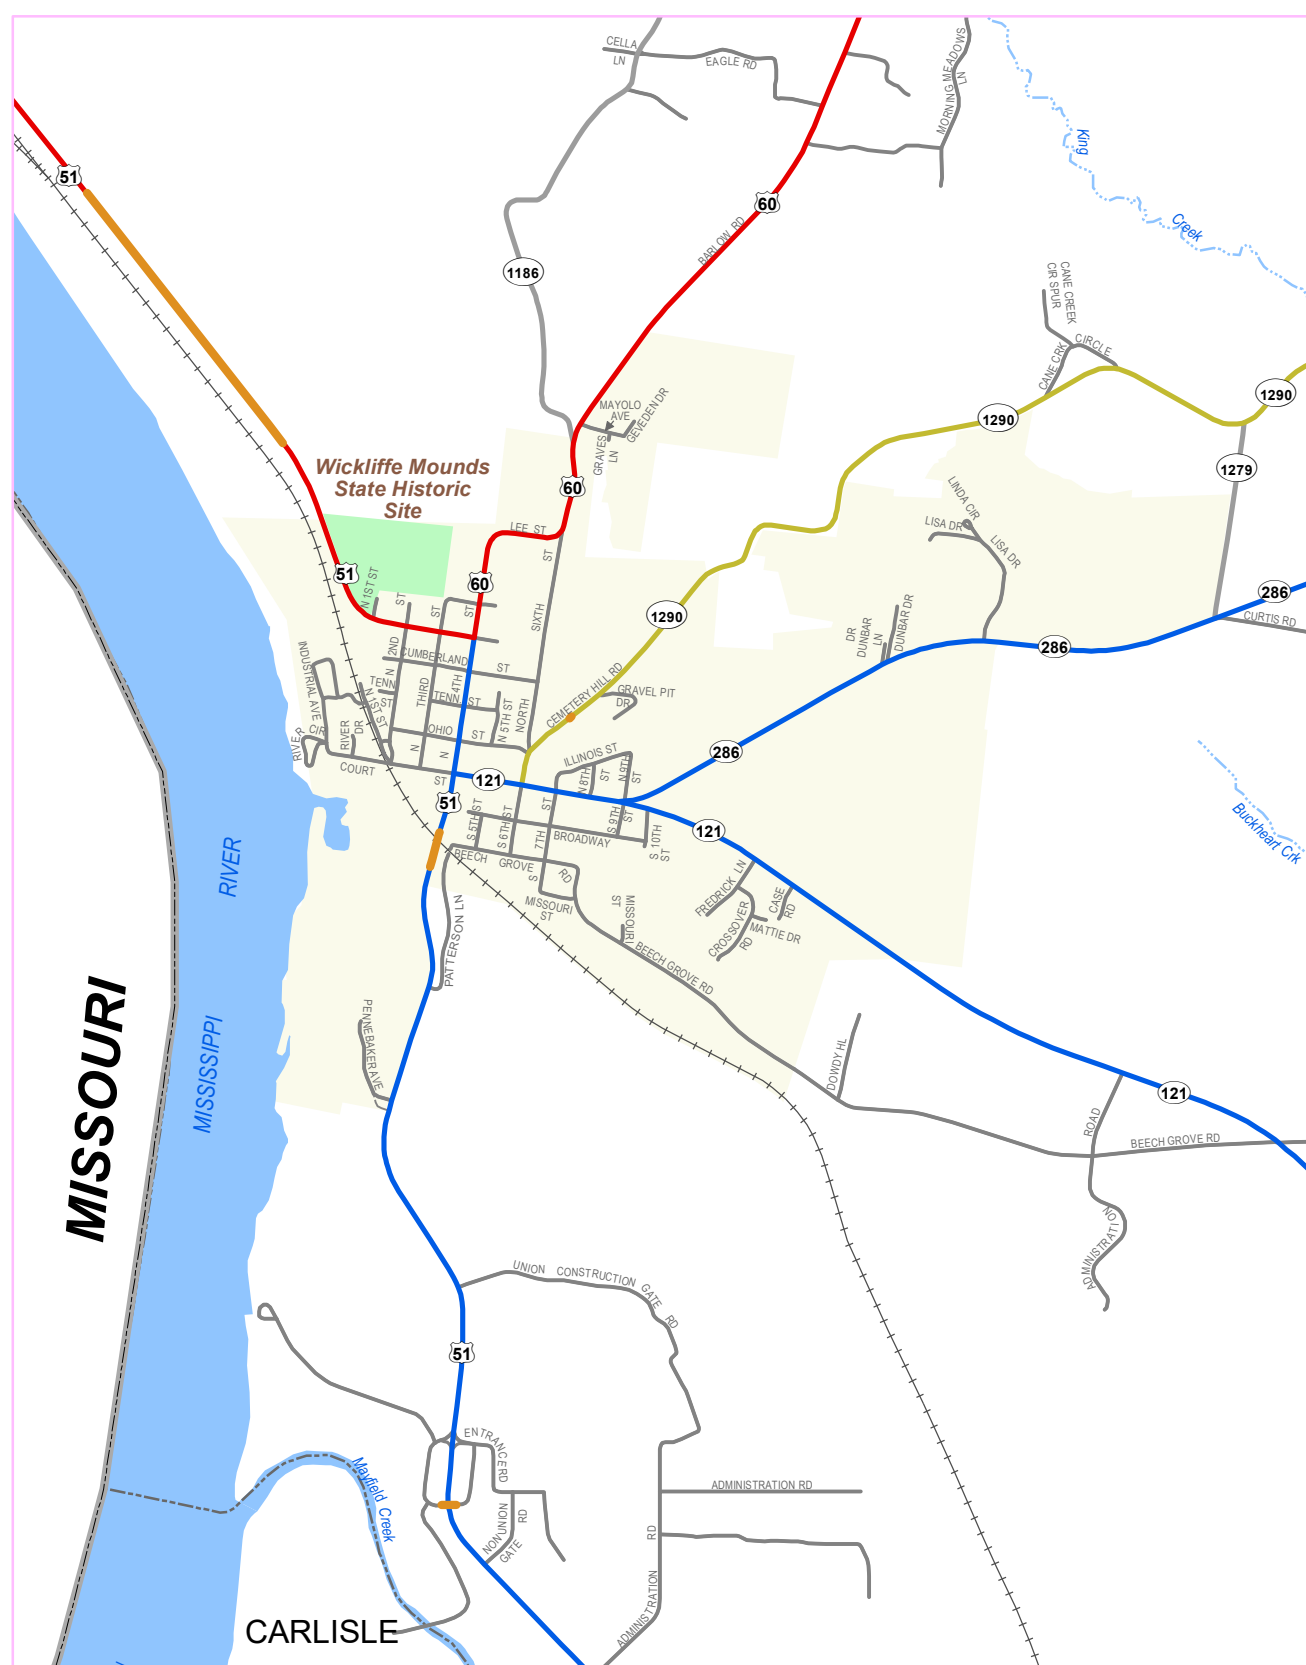 CELLA
LN
EAGLE RD
MORNING MEADOWS
LN
King
Creek
51
60
BARLOW RD
1186
CANE CREEK
CIR SPUR
CIRCLE
CANE CRK
1290
1290
1279
MAYOLO
AVE
GEVEDEN DR
GRAVES
LN
Wickliffe Mounds
State Historic
Site
60
LEE ST
ST
LINDA CIR
LISA DR
LISA DR
51
N 1ST ST
ST
ST
60
ST
SIXTH
1290
286
CURTIS RD
DR
DUNBAR
LN
DUNBAR DR
286
INDUSTRIAL AVE
N 2ND
CUMBERLAND
ST
TENN
ST
N 1ST ST
THIRD
4TH
TENN ST
N 5TH ST
NORTH
CEMETERY HILL RD
GRAVEL PIT
DR
RIVER
CIR
RIVER
DR
OHIO
ST
N
N
COURT
ST
121
ILLINOIS ST
N 8TH
ST
N 9TH
ST
286
51
S 5TH ST
S 6TH ST
ST
7TH
S
BROADWAY
S 9TH
ST
S 10TH
ST
121
BEECH
GROVE
RD
MISSOURI
ST
MISSOURI
ST
FREDRICK LN
CASE
RD
CROSSOVER
RD
MATTIE DR
Buckheart Crk
RIVER
MISSISSIPPI
MISSOURI
PATTERSON LN
BEECH GROVE RD
PENNEBAKER AVE
DOWDY HL
121
ROAD
BEECH GROVE RD
ADMINISTRATI
ON
UNION CONSTRUCTION GATE RD
51
ENTRANCE RD
NON UNION
GATE
RD
Mayfield Creek
ADMINISTRATION RD
ADMINISTRATION
RD
CARLISLE